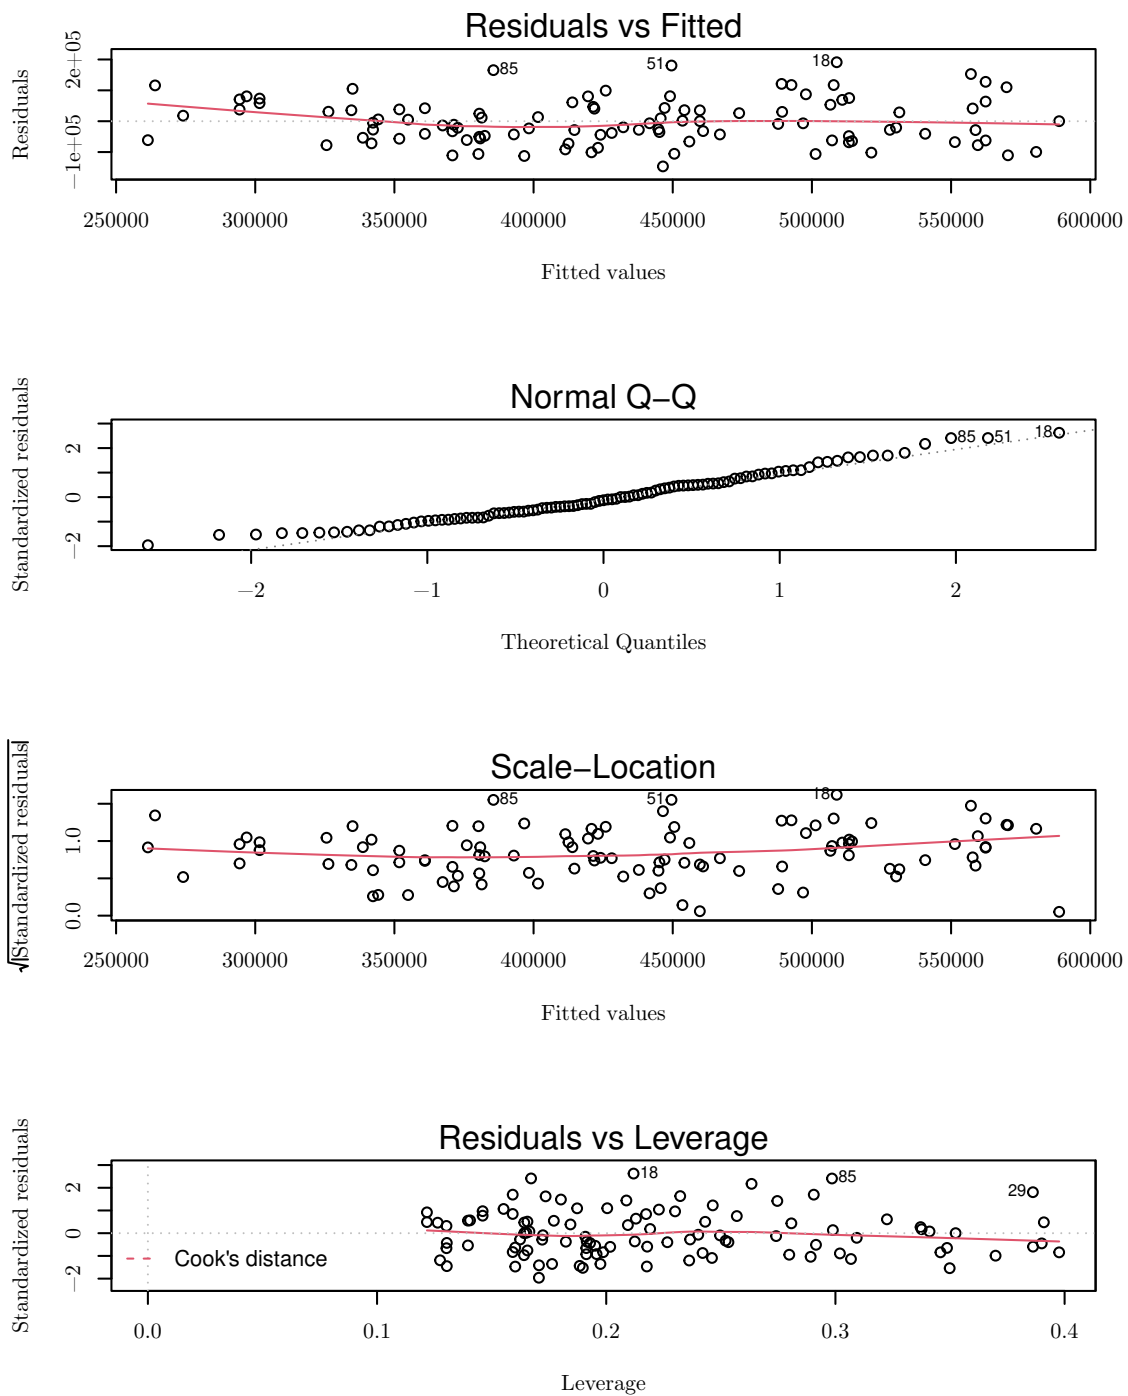 Residuals vs Fitted
Residuals
−1e+05 2e+05
85
51
18
250000 300000 350000 400000 450000 500000 550000 600000
Fitted values
Normal Q−Q
Standardized residuals
−2 0 2
85
51
18
−2 −1 0 1 2
Theoretical Quantiles
Scale−Location
√|Standardized residuals|
0.0 1.0
85
51
18
250000 300000 350000 400000 450000 500000 550000 600000
Fitted values
Residuals vs Leverage
Standardized residuals
−2 0 2
18
85
29
Cook's distance
0.0 0.1 0.2 0.3 0.4
Leverage